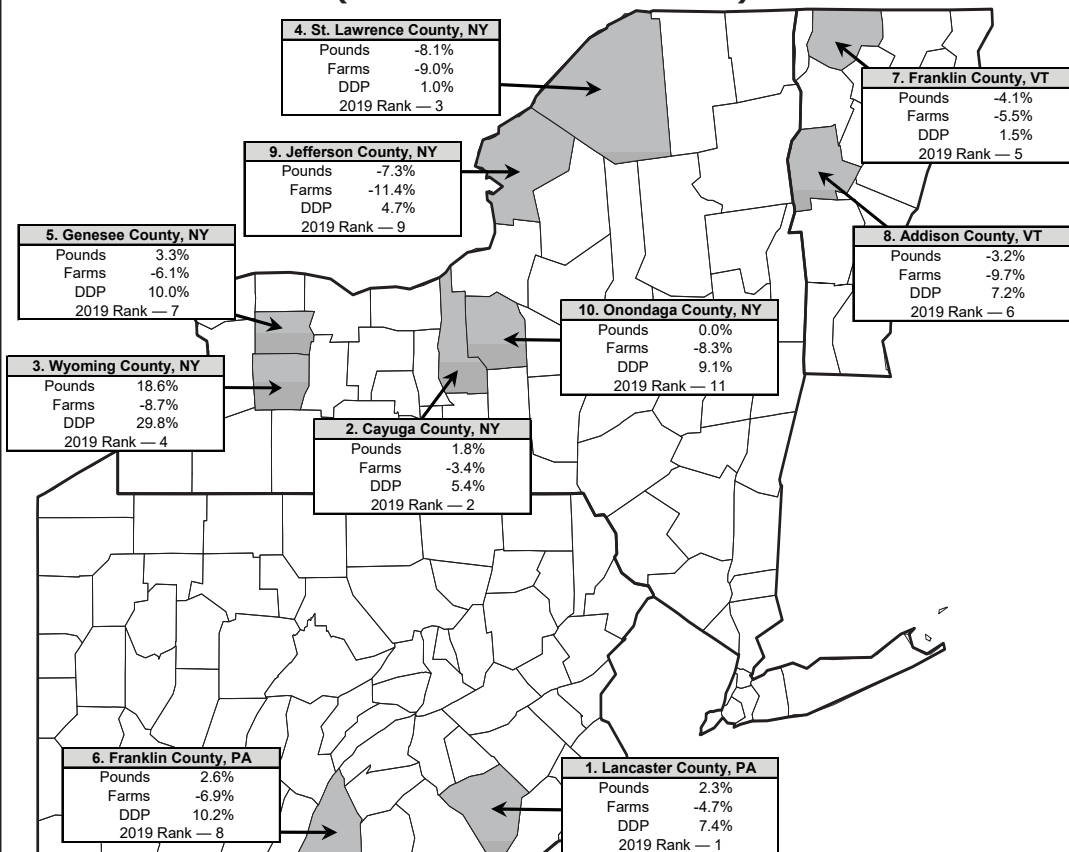 4. St. Lawrence County, NY
Pounds -8.1%
Farms -9.0%
DDP 1.0%
2019 Rank — 3
7. Franklin County, VT
Pounds -4.1%
Farms -5.5%
DDP 1.5%
2019 Rank — 5
9. Jefferson County, NY
Pounds -7.3%
Farms -11.4%
DDP 4.7%
2019 Rank — 9
5. Genesee County, NY
Pounds 3.3%
Farms -6.1%
DDP 10.0%
2019 Rank — 7
8. Addison County, VT
Pounds -3.2%
Farms -9.7%
DDP 7.2%
2019 Rank — 6
10. Onondaga County, NY
Pounds 0.0%
Farms -8.3%
DDP 9.1%
2019 Rank — 11
3. Wyoming County, NY
Pounds 18.6%
Farms -8.7%
DDP 29.8%
2019 Rank — 4
2. Cayuga County, NY
Pounds 1.8%
Farms -3.4%
DDP 5.4%
2019 Rank — 2
6. Franklin County, PA
Pounds 2.6%
Farms -6.9%
DDP 10.2%
2019 Rank — 8
1. Lancaster County, PA
Pounds 2.3%
Farms -4.7%
DDP 7.4%
2019 Rank — 1